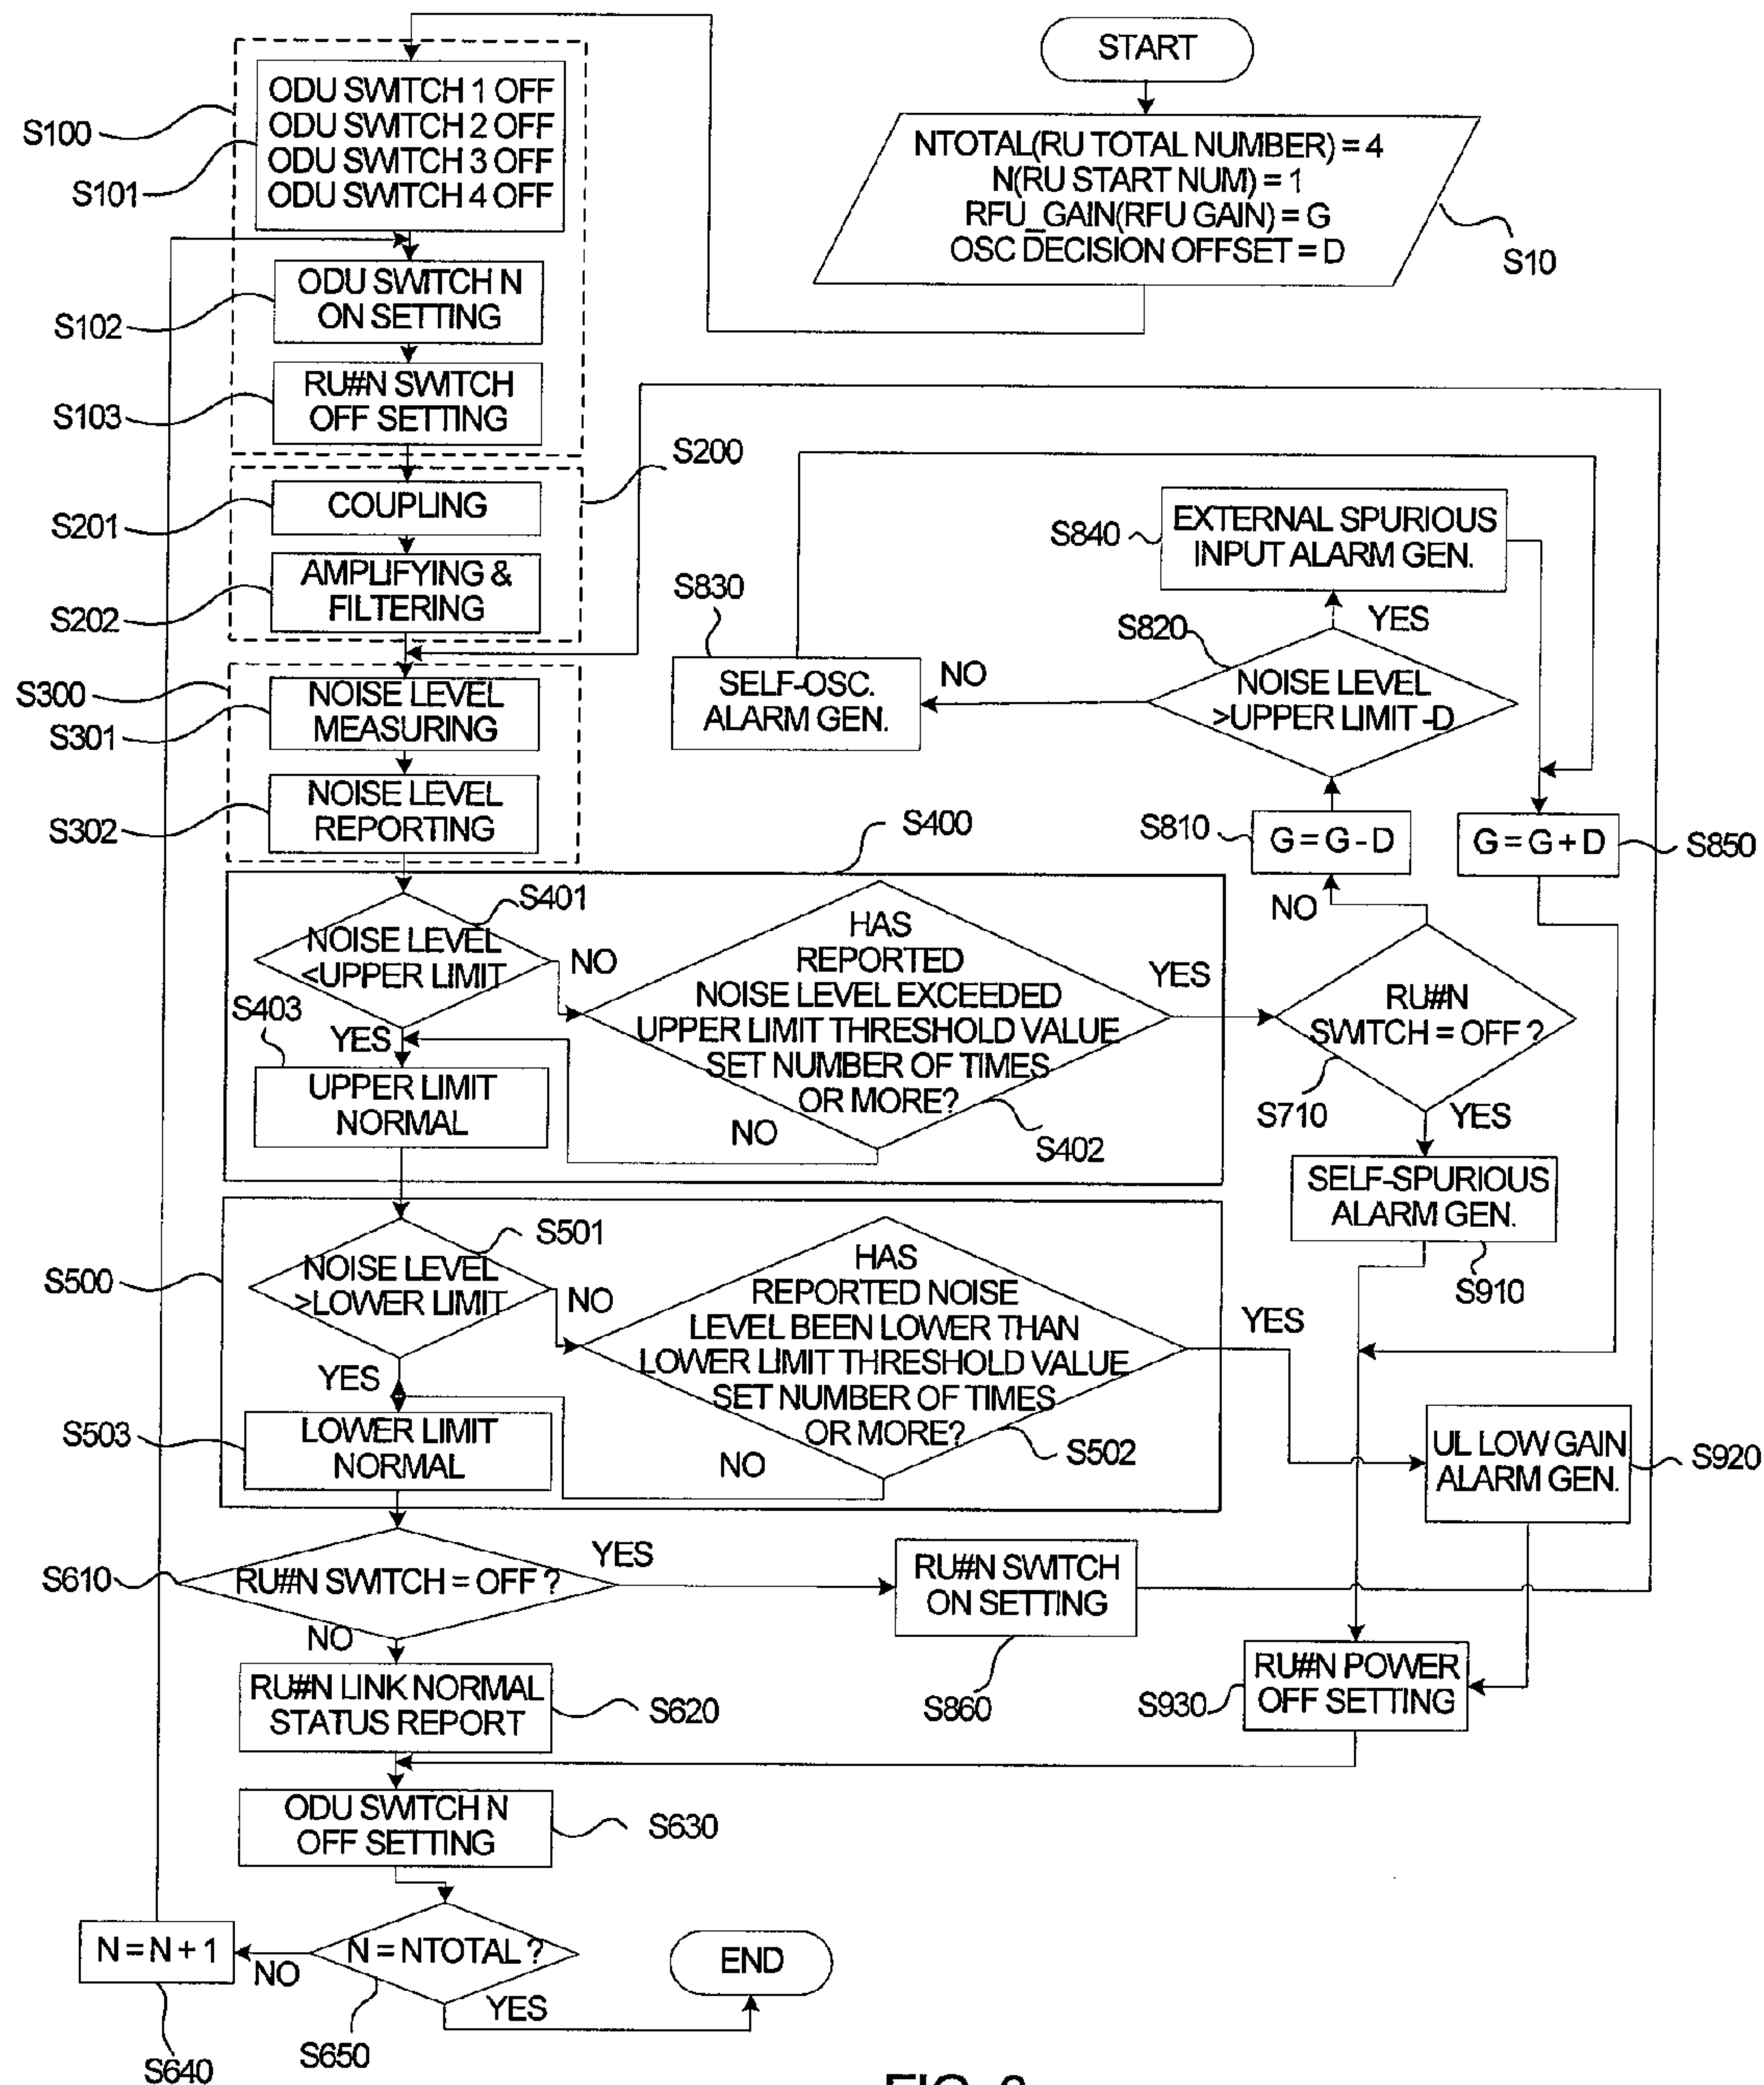 START
NTOTAL(RU TOTAL NUMBER) = 4
N(RU START NUM) = 1
RFU_GAIN(RFU GAIN) = G
OSC DECISION OFFSET = D
S10
ODU SWITCH 1 OFF
ODU SWITCH 2 OFF
ODU SWITCH 3 OFF
ODU SWITCH 4 OFF
S100
S101
ODU SWITCH N
ON SETTING
S102
RU#N SWITCH
OFF SETTING
S103
S200
COUPLING
S201
AMPLIFYING &
FILTERING
S202
S300
NOISE LEVEL
MEASURING
S301
NOISE LEVEL
REPORTING
S302
EXTERNAL SPURIOUS
INPUT ALARM GEN.
S840
S830
SELF-OSC.
ALARM GEN.
NO
S820
YES
NOISE LEVEL
>UPPER LIMIT -D
S810
G = G - D
G = G + D
S850
S400
S401
NOISE LEVEL
<UPPER LIMIT
NO
S403
YES
UPPER LIMIT
NORMAL
HAS
REPORTED
NOISE LEVEL EXCEEDED
UPPER LIMIT THRESHOLD VALUE
SET NUMBER OF TIMES
OR MORE?
NO
S402
YES
NO
RU#N
SWITCH = OFF ?
S710
YES
SELF-SPURIOUS
ALARM GEN.
S910
S500
S501
NOISE LEVEL
>LOWER LIMIT
NO
YES
LOWER LIMIT
NORMAL
S503
HAS
REPORTED NOISE
LEVEL BEEN LOWER THAN
LOWER LIMIT THRESHOLD VALUE
SET NUMBER OF TIMES
OR MORE?
NO
S502
YES
UL LOW GAIN
ALARM GEN.
S920
S610
RU#N SWITCH = OFF ?
YES
NO
RU#N SWITCH
ON SETTING
S860
RU#N LINK NORMAL
STATUS REPORT
S620
RU#N POWER
OFF SETTING
S930
ODU SWITCH N
OFF SETTING
S630
N = N + 1
NO
N = NTOTAL ?
YES
END
S640
S650